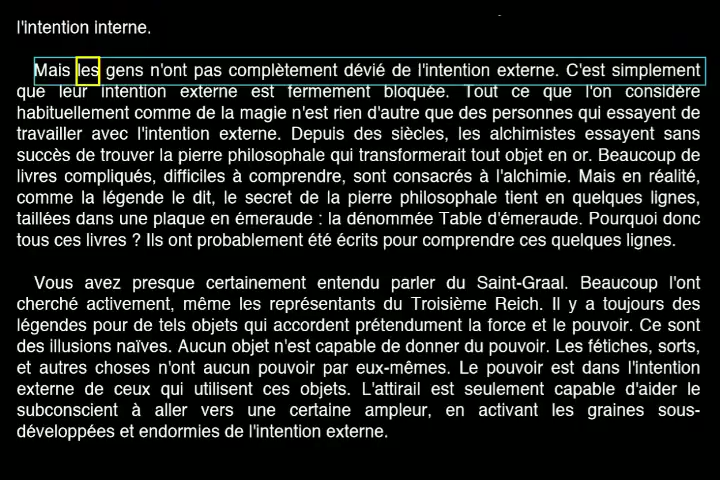 l'intention interne.
Mais les gens n'ont pas complètement dévié de l'intention externe. C'est simplement
que leur intention externe est fermement bloquée. Tout ce que l'on considère
habituellement comme de la magie n'est rien d'autre que des personnes qui essayent de
travailler avec l'intention externe. Depuis des siècles, les alchimistes essayent sans
succès de trouver la pierre philosophale qui transformerait tout objet en or. Beaucoup de
livres compliqués, difficiles à comprendre, sont consacrés à l'alchimie. Mais en réalité,
comme la légende le dit, le secret de la pierre philosophale tient en quelques lignes,
taillées dans une plaque en émeraude : la dénommée Table d'émeraude. Pourquoi donc
tous ces livres ? Ils ont probablement été écrits pour comprendre ces quelques lignes.
Vous avez presque certainement entendu parler du Saint-Graal. Beaucoup l'ont
cherché activement, même les représentants du Troisième Reich. Il y a toujours des
légendes pour de tels objets qui accordent prétendument la force et le pouvoir. Ce sont
des illusions naïves. Aucun objet n'est capable de donner du pouvoir. Les fétiches, sorts,
et autres choses n'ont aucun pouvoir par eux-mêmes. Le pouvoir est dans l'intention
externe de ceux qui utilisent ces objets. L'attirail est seulement capable d'aider le
subconscient à aller vers une certaine ampleur, en activant les graines sous-
développées et endormies de l'intention externe.